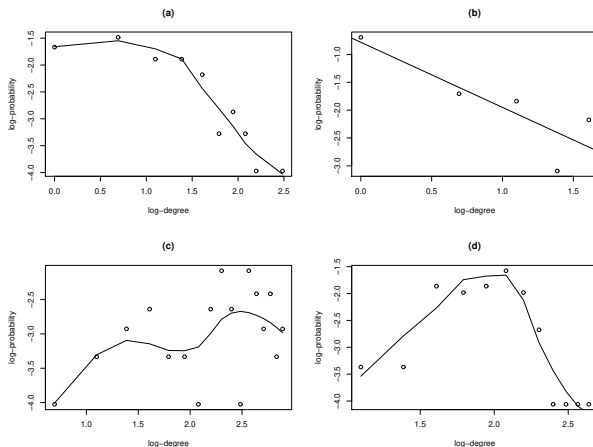 (a)
log−probability
−1.5
−2.0
−2.5
−3.0
−3.5
−4.0
0.0 0.5 1.0 1.5 2.0 2.5
log−degree
(b)
log−probability
−1.0
−1.5
−2.0
−2.5
−3.0
0.0 0.5 1.0 1.5
log−degree
(c)
log−probability
−2.5
−3.0
−3.5
−4.0
1.0 1.5 2.0 2.5
log−degree
(d)
log−probability
−1.5
−2.0
−2.5
−3.0
−3.5
−4.0
1.5 2.0 2.5
log−degree